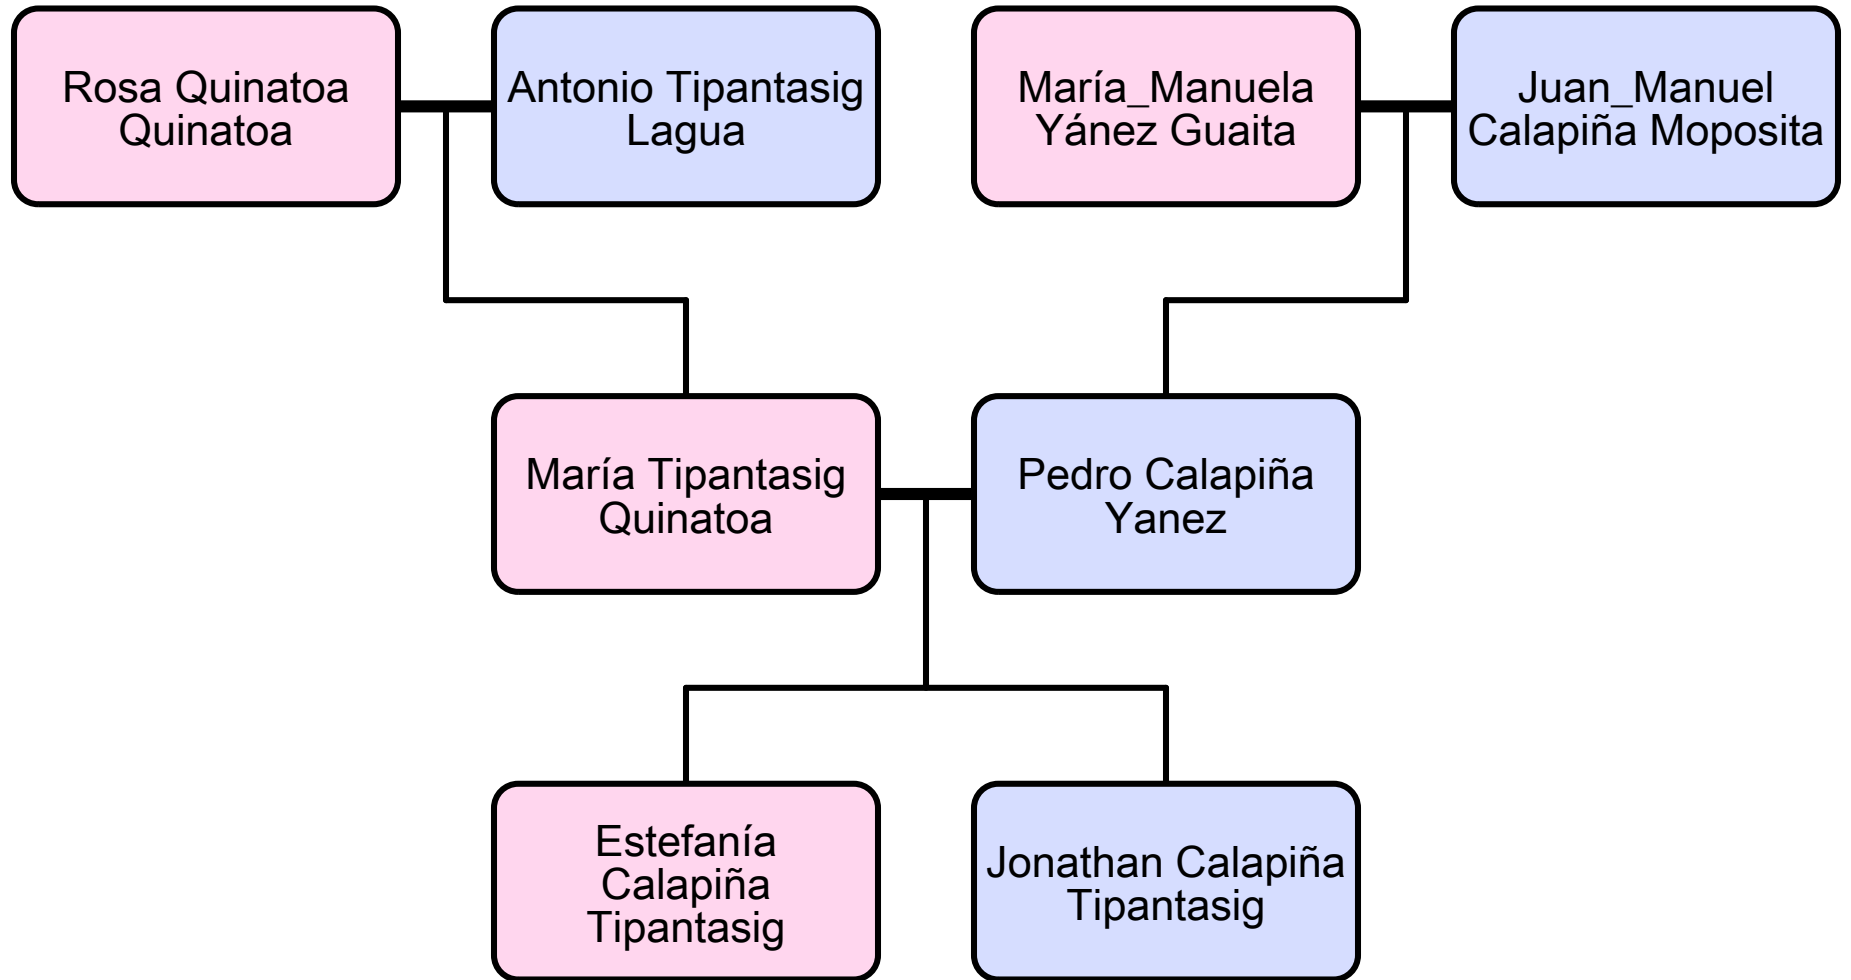 Rosa Quinatoa
Quinatoa
Antonio Tipantasig
Lagua
María_Manuela
Yánez Guaita
Juan_Manuel
Calapiña Moposita
María Tipantasig
Quinatoa
Pedro Calapiña
Yanez
Estefanía
Calapiña
Tipantasig
Jonathan Calapiña
Tipantasig